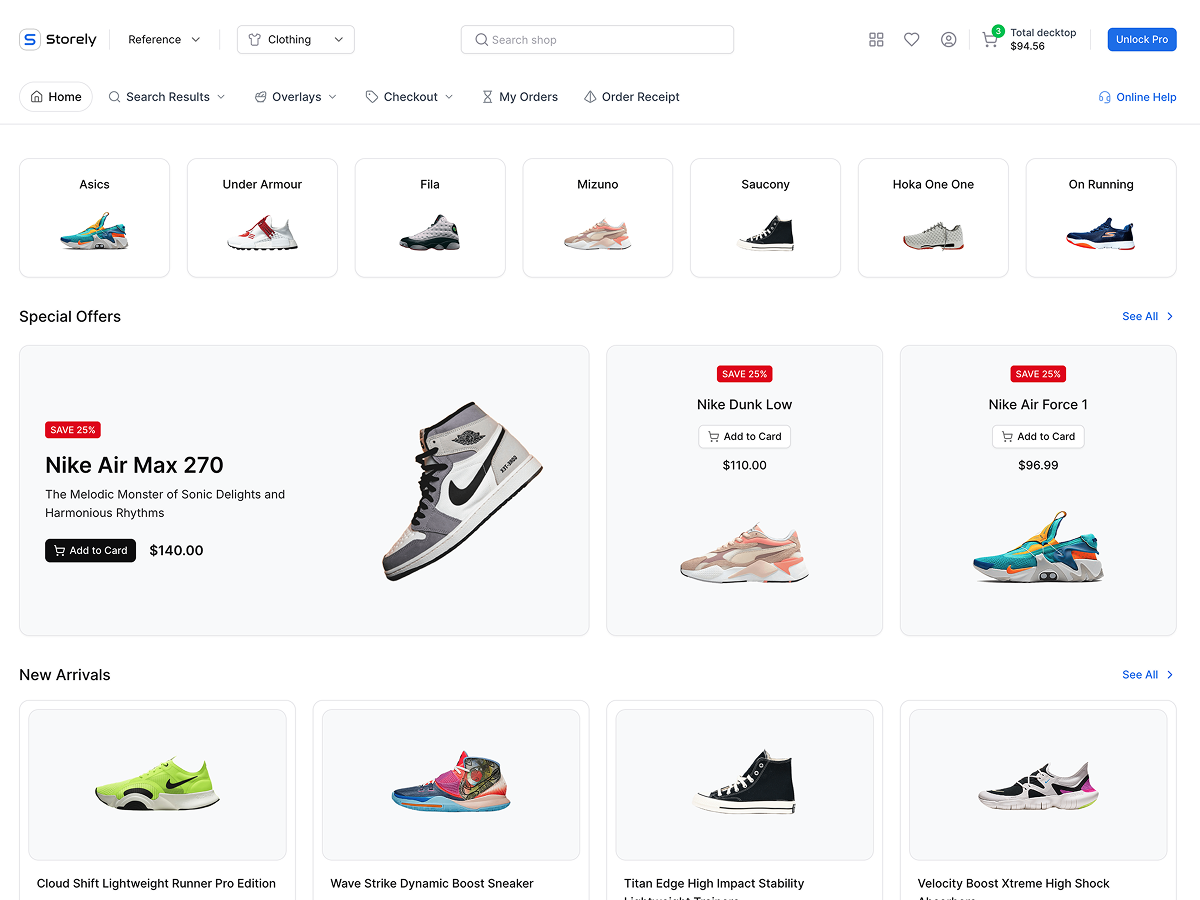 Storely
Reference
Clothing
Search shop
3
Total decktop
$94.56
Unlock Pro
Home
Search Results
Overlays
Checkout
My Orders
Order Receipt
Online Help
Asics
Under Armour
Fila
Mizuno
Saucony
Hoka One One
On Running
Special Offers
See All
SAVE 25%
Nike Air Max 270
The Melodic Monster of Sonic Delights and
Harmonious Rhythms
Add to Card
$140.00
SAVE 25%
Nike Dunk Low
Add to Card
$110.00
SAVE 25%
Nike Air Force 1
Add to Card
$96.99
New Arrivals
See All
Cloud Shift Lightweight Runner Pro Edition
Wave Strike Dynamic Boost Sneaker
Titan Edge High Impact Stability
Lightweight Trainers
Velocity Boost Xtreme High Shock
Absorbers